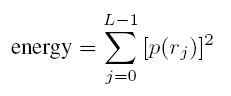 energy = \sum_{j=0}^{L-1} [p(r_j)]^2